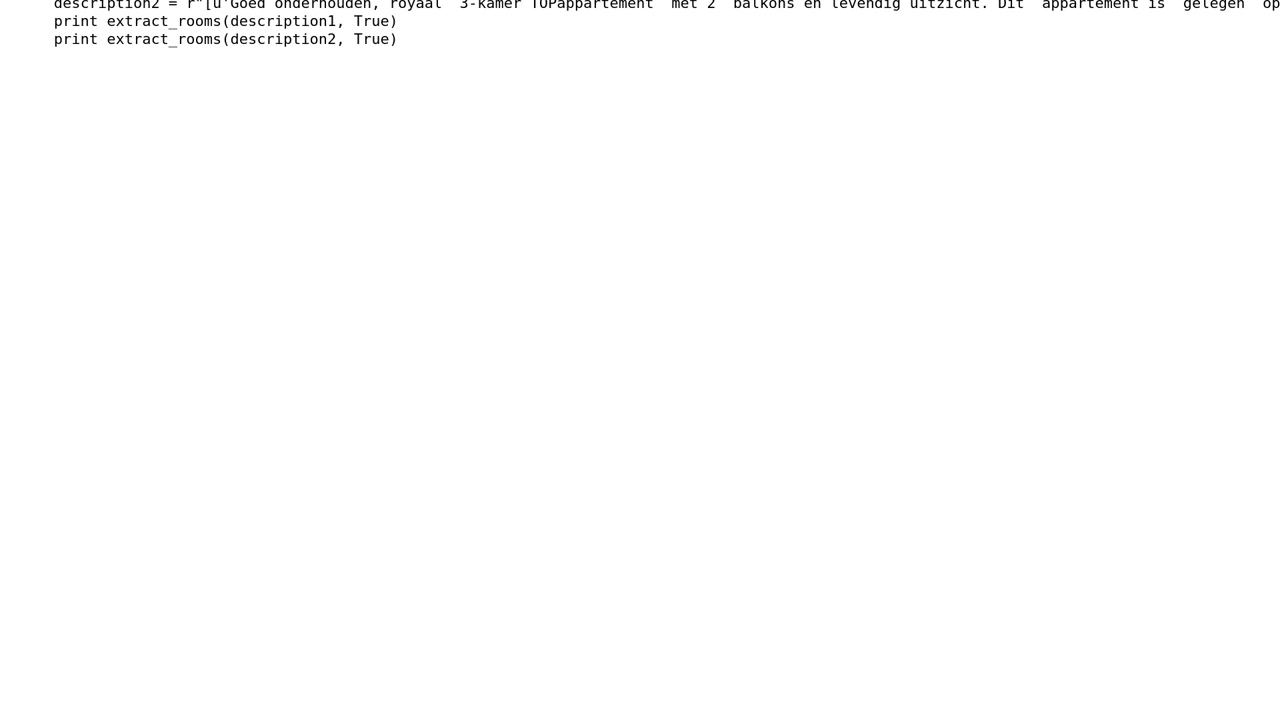 description2 = r"[u'Goed onderhouden, royaal  3-kamer TOPappartement  met 2  balkons en levendig uitzicht. Dit  appartement is  gelegen  op
print extract_rooms(description1, True)
print extract_rooms(description2, True)